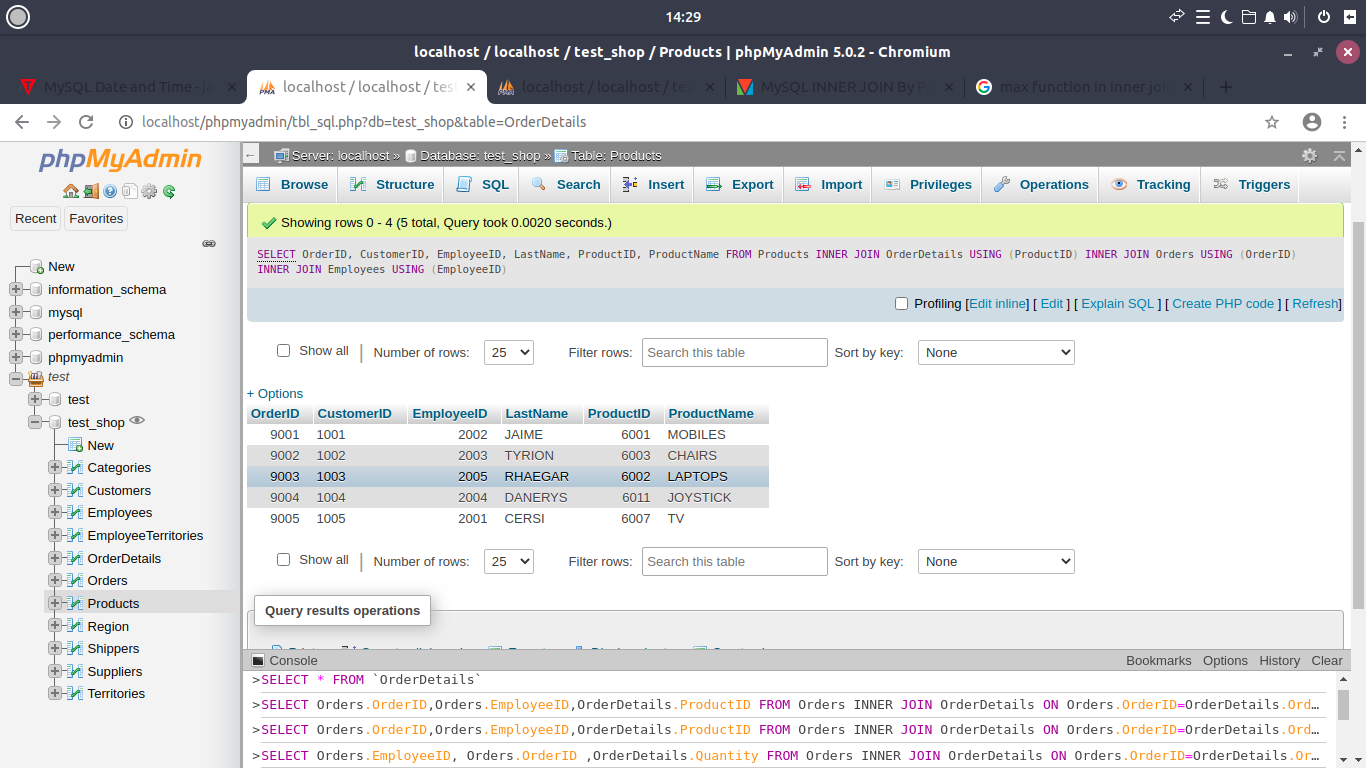 14:29
localhost / localhost / test_shop / Products | phpMyAdmin 5.0.2 - Chromium
MySQL Date and Time - ja
localhost / localhost / test
localhost / localhost / test
MySQL INNER JOIN By P
max function in inner join
localhost/phpmyadmin/tbl_sql.php?db=test_shop&table=OrderDetails
phpMyAdmin
Recent Favorites
New
information_schema
mysql
performance_schema
phpmyadmin
test
test
test_shop
New
Categories
Customers
Employees
EmployeeTerritories
OrderDetails
Orders
Products
Region
Shippers
Suppliers
Territories
Server: localhost » Database: test_shop » Table: Products
Browse Structure SQL Search Insert Export Import Privileges Operations Tracking Triggers
Showing rows 0 - 4 (5 total, Query took 0.0020 seconds.)
SELECT OrderID, CustomerID, EmployeeID, LastName, ProductID, ProductName FROM Products INNER JOIN OrderDetails USING (ProductID) INNER JOIN Orders USING (OrderID)
INNER JOIN Employees USING (EmployeeID)
Profiling [Edit inline] [ Edit ] [ Explain SQL ] [ Create PHP code ] [ Refresh]
Show all | Number of rows: 25 Filter rows: Search this table Sort by key: None
+ Options
OrderID CustomerID EmployeeID LastName ProductID ProductName
9001 1001 2002 JAIME 6001 MOBILES
9002 1002 2003 TYRION 6003 CHAIRS
9003 1003 2005 RHAEGAR 6002 LAPTOPS
9004 1004 2004 DANERYS 6011 JOYSTICK
9005 1005 2001 CERSI 6007 TV
Show all | Number of rows: 25 Filter rows: Search this table Sort by key: None
Query results operations
Console Bookmarks Options History Clear
>SELECT * FROM `OrderDetails`
>SELECT Orders.OrderID,Orders.EmployeeID,OrderDetails.ProductID FROM Orders INNER JOIN OrderDetails ON Orders.OrderID=OrderDetails.Ord…
>SELECT Orders.OrderID,Orders.EmployeeID,OrderDetails.ProductID FROM Orders INNER JOIN OrderDetails ON Orders.OrderID=OrderDetails.Ord…
>SELECT Orders.EmployeeID, Orders.OrderID ,OrderDetails.Quantity FROM Orders INNER JOIN OrderDetails ON Orders.OrderID=OrderDetails.Or…